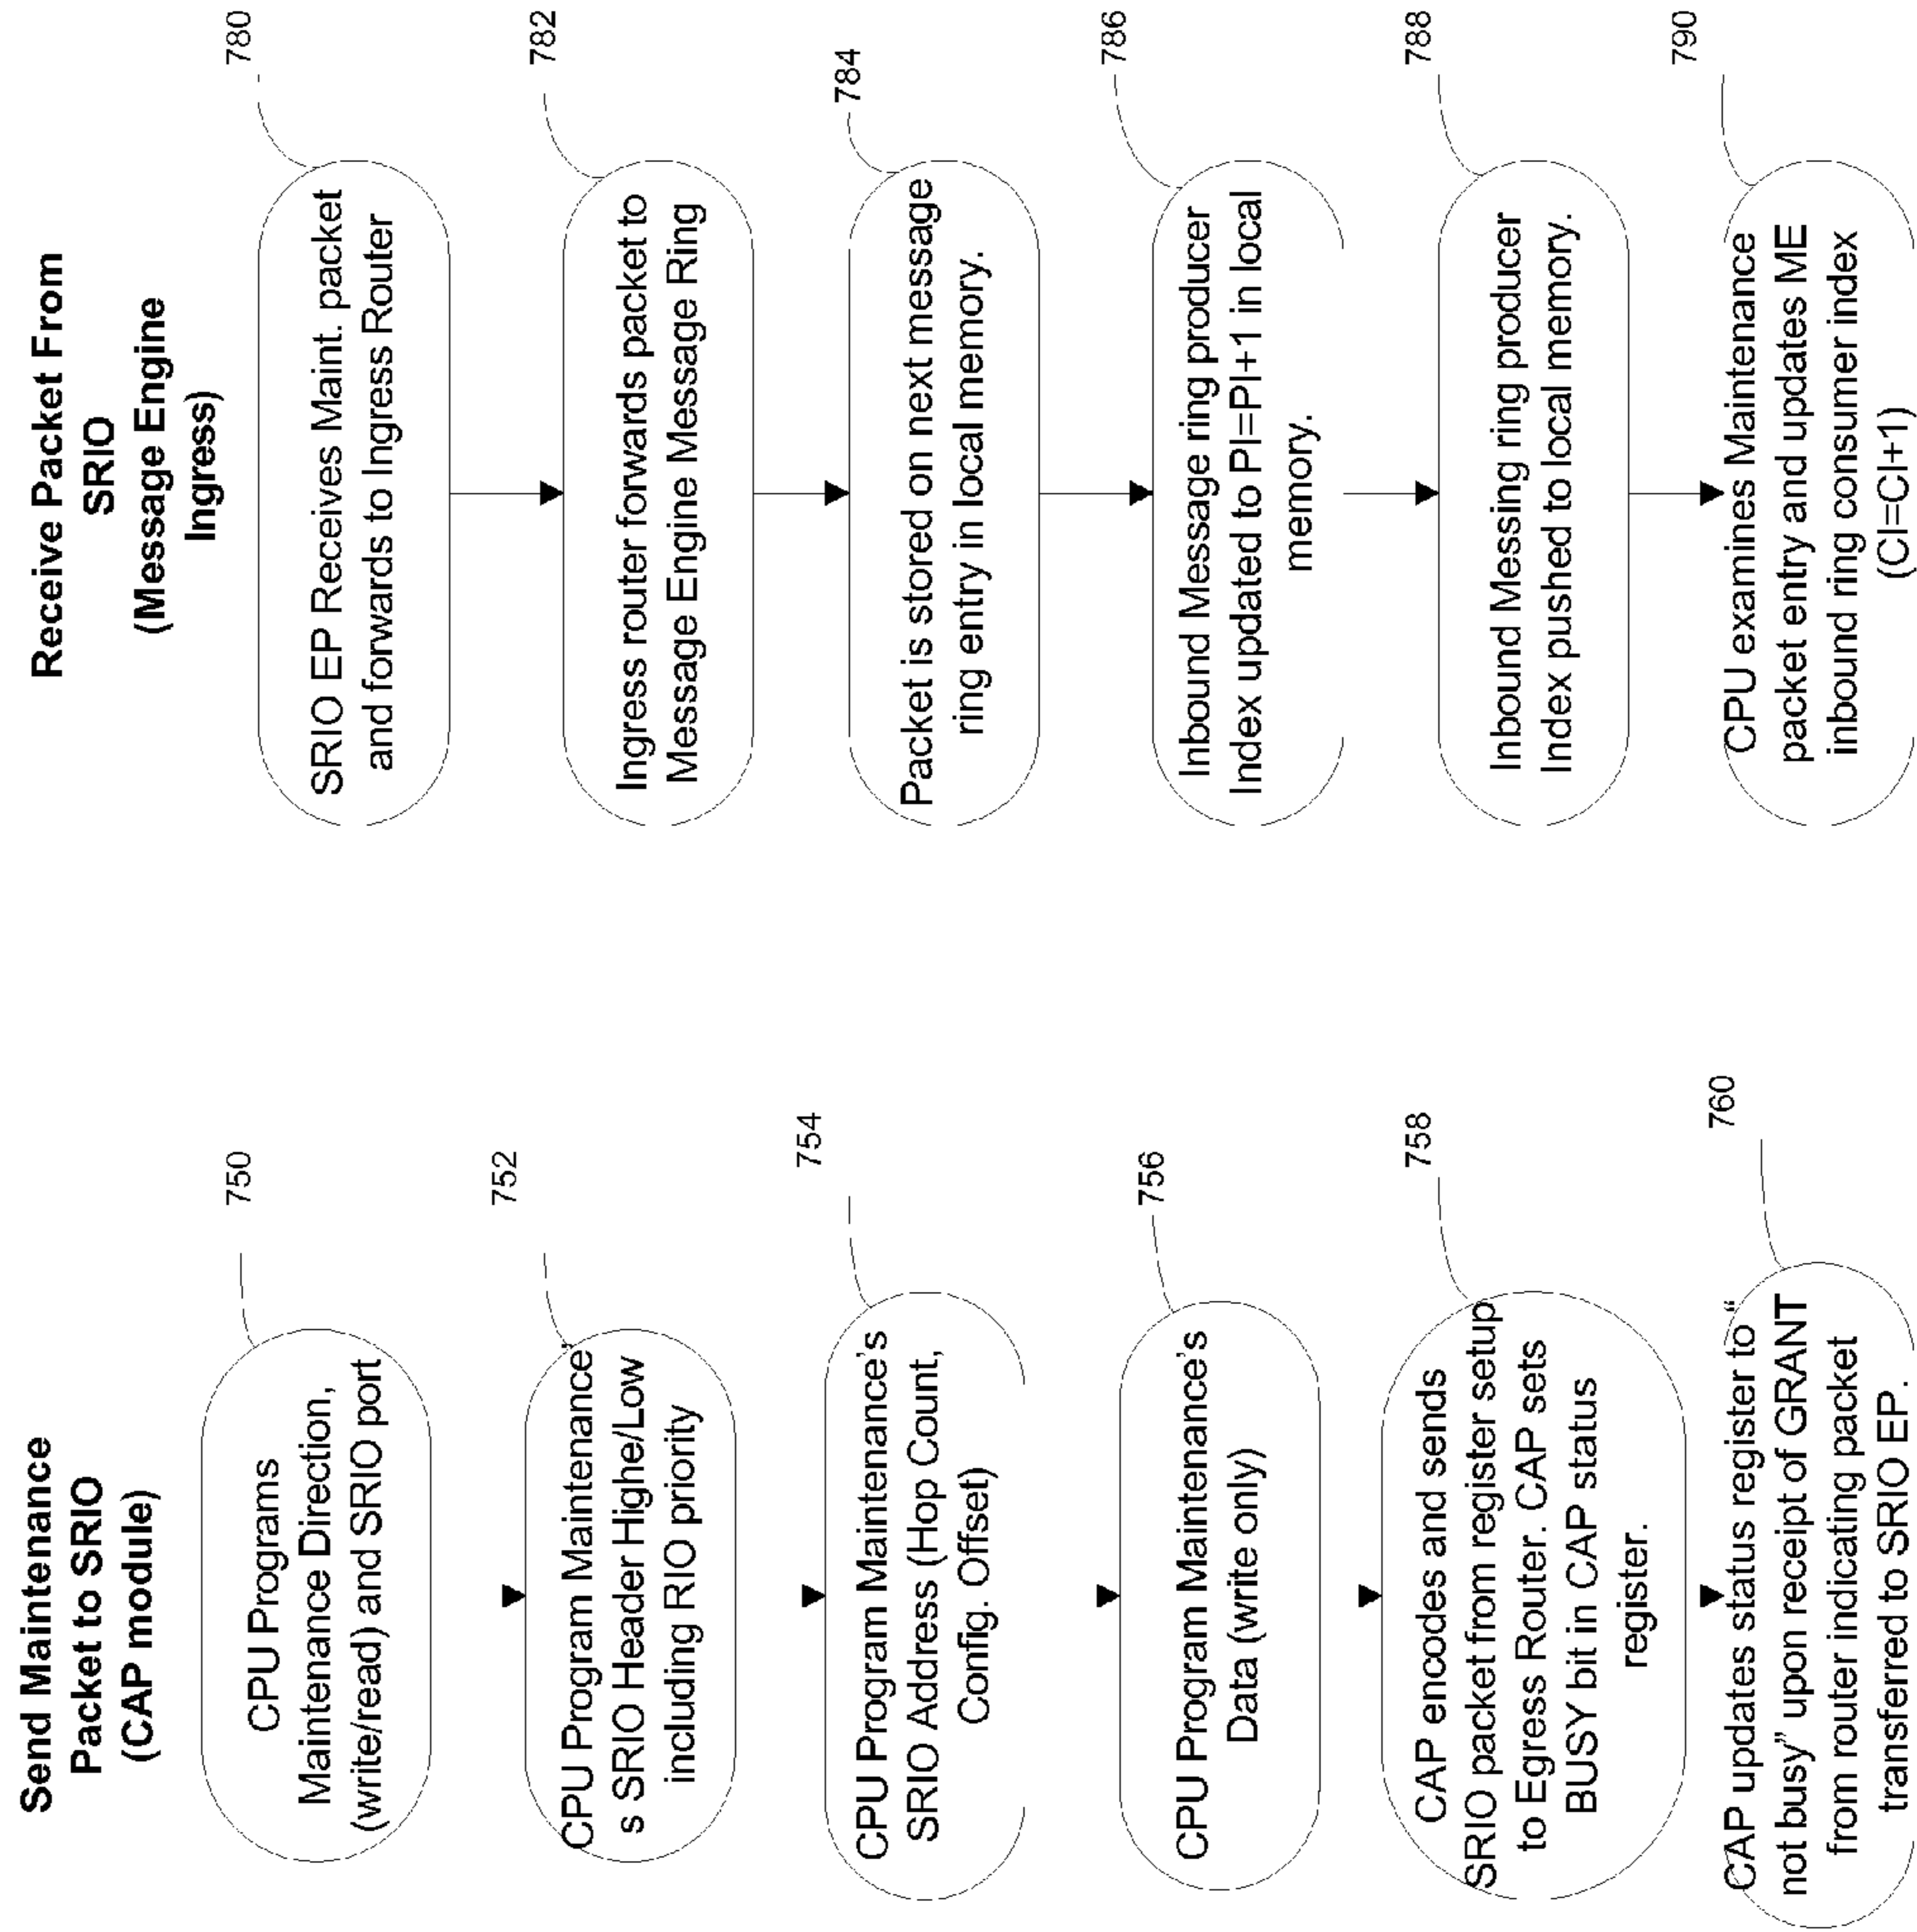 Send Maintenance
Packet to SRIO
(CAP module)
750
CPU Programs
Maintenance Direction,
(write/read) and SRIO port
752
CPU Program Maintenance'
s SRIO Header Highe/Low
including RIO priority
754
CPU Program Maintenance's
SRIO Address (Hop Count,
Config. Offset)
756
CPU Program Maintenance's
Data (write only)
758
CAP encodes and sends
SRIO packet from register setup
to Egress Router. CAP sets
BUSY bit in CAP status
register.
760
CAP updates status register to “
not busy” upon receipt of GRANT
from router indicating packet
transferred to SRIO EP.
Receive Packet From
SRIO
(Message Engine
Ingress)
780
SRIO EP Receives Maint. packet
and forwards to Ingress Router
782
Ingress router forwards packet to
Message Engine Message Ring
784
Packet is stored on next message
ring entry in local memory.
786
Inbound Message ring producer
Index updated to PI=PI+1 in local
memory.
788
Inbound Messing ring producer
Index pushed to local memory.
790
CPU examines Maintenance
packet entry and updates ME
inbound ring consumer index
(CI=CI+1)